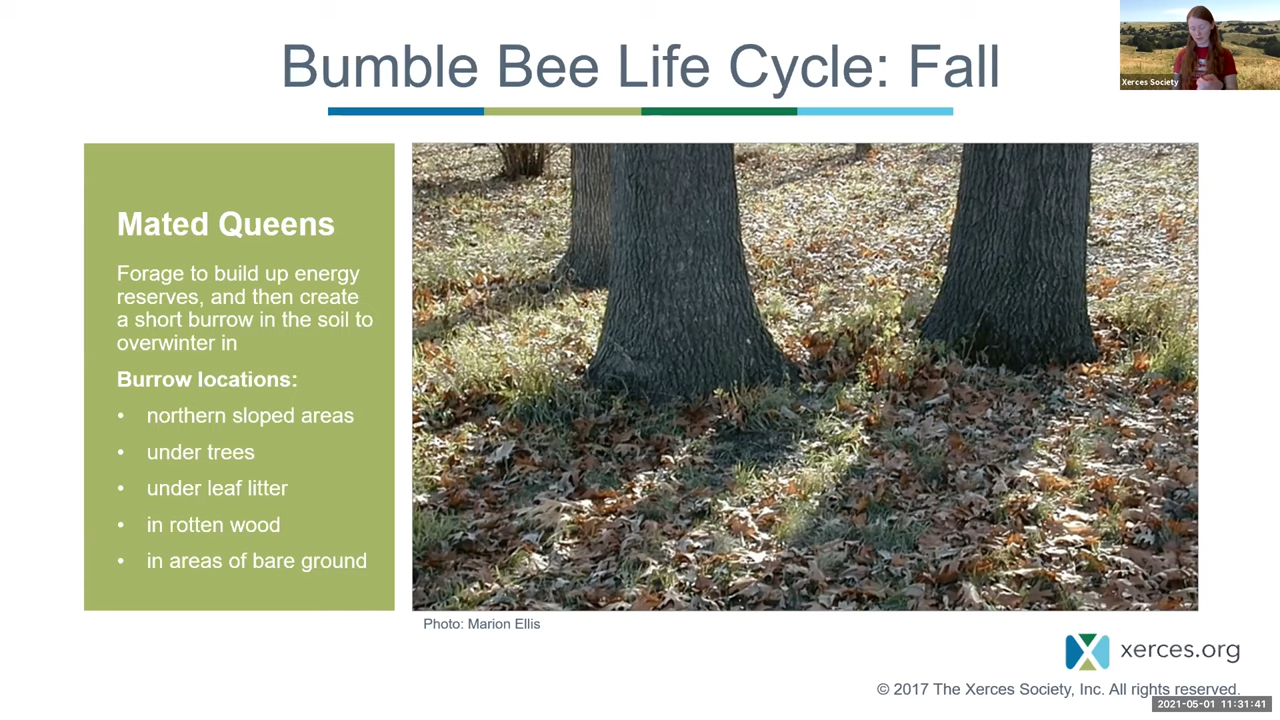 Bumble Bee Life Cycle: Fall
Xerces Society
Mated Queens
Forage to build up energy
reserves, and then create
a short burrow in the soil to
overwinter in
Burrow locations:
• northern sloped areas
• under trees
• under leaf litter
• in rotten wood
• in areas of bare ground
Photo: Marion Ellis
xerces.org
© 2017 The Xerces Society, Inc. All rights reserved.
2021-05-01 11:31:41